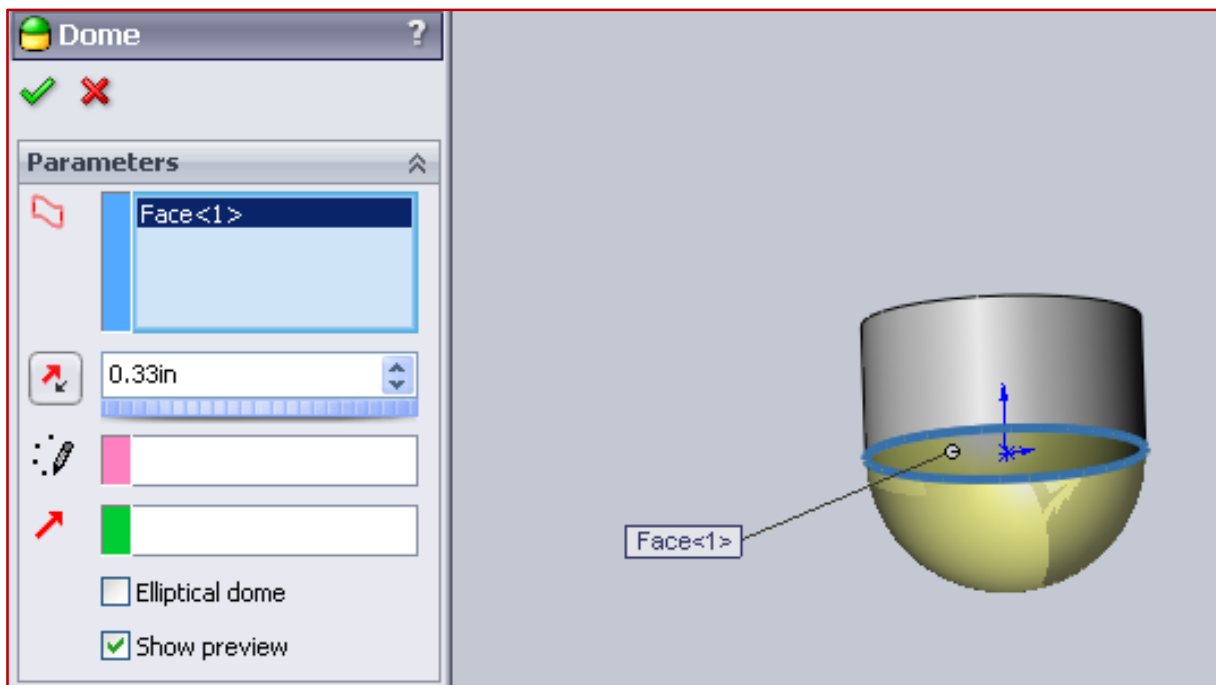 Dome ?
Parameters
Face<1>
0.33in
Face<1>
Elliptical dome
Show preview